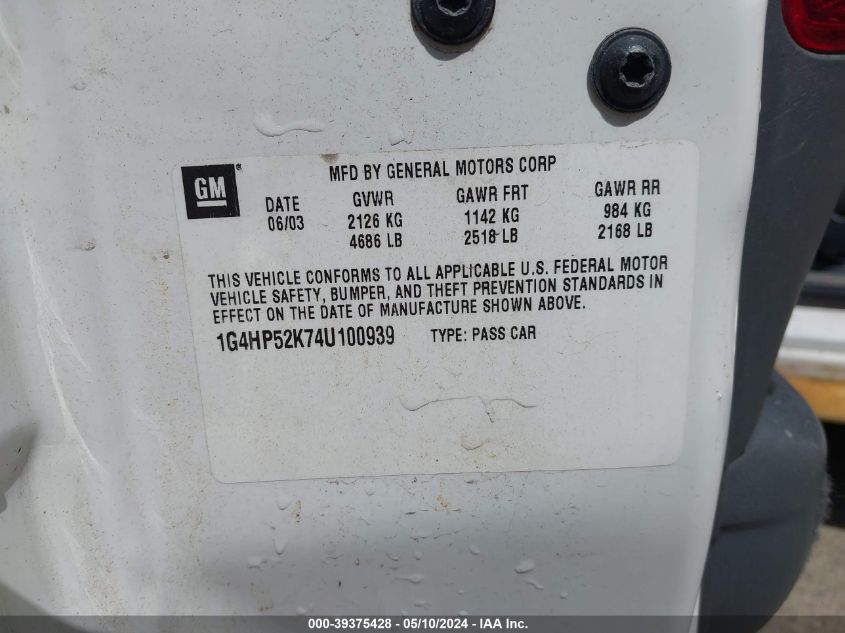 MFD BY GENERAL MOTORS CORP
GM®
DATE GVWR GAWR FRT GAWR RR
06/03 2126 KG 1142 KG 984 KG
4686 LB 2518 LB 2168 LB
THIS VEHICLE CONFORMS TO ALL APPLICABLE U.S. FEDERAL MOTOR
VEHICLE SAFETY, BUMPER, AND THEFT PREVENTION STANDARDS IN
EFFECT ON THE DATE OF MANUFACTURE SHOWN ABOVE.
1G4HP52K74U100939 TYPE: PASS CAR
000-39375428 - 05/10/2024 - IAA Inc.